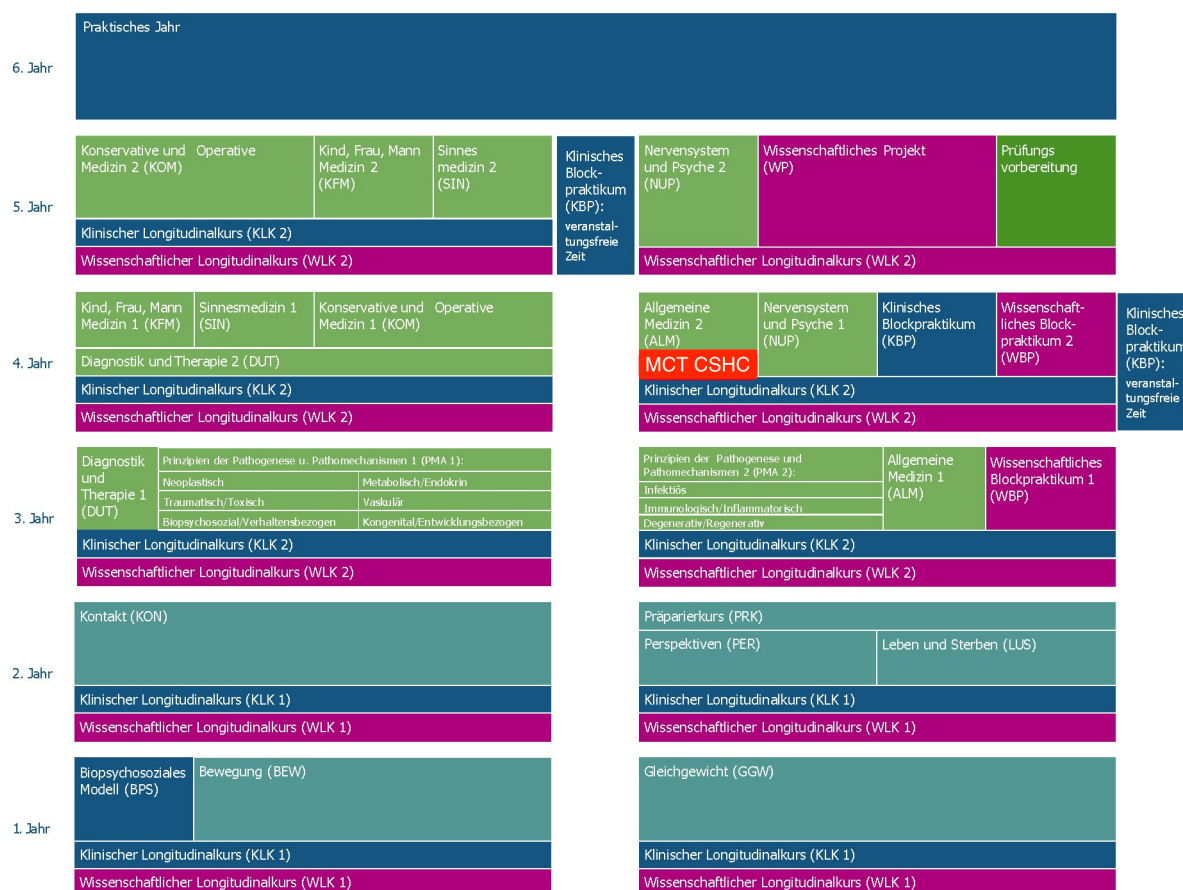 Praktisches Jahr
6. Jahr
Konservative und Operative
Medizin 2 (KOM)
Kind, Frau, Mann
Medizin 2
(KFM)
Sinnes
medizin 2
(SIN)
Klinisches
Block-
praktikum
(KBP):
veranstal-
tungsfreie
Zeit
Nervensystem
und Psyche 2
(NUP)
Wissenschaftliches Projekt
(WP)
Prüfungs
vorbereitung
5. Jahr
Klinischer Longitudinalkurs (KLK 2)
Wissenschaftlicher Longitudinalkurs (WLK 2)
Wissenschaftlicher Longitudinalkurs (WLK 2)
Kind, Frau, Mann
Medizin 1 (KFM)
Sinnesmedizin 1
(SIN)
Konservative und Operative
Medizin 1 (KOM)
Allgemeine
Medizin 2
(ALM)
MCT CSHC
Nervensystem
und Psyche 1
(NUP)
Klinisches
Blockpraktikum
(KBP)
Wissenschaft-
liches Block-
praktikum 2
(WBP)
Klinisches
Block-
praktikum
(KBP):
veranstal-
tungsfreie
Zeit
4. Jahr
Diagnostik und Therapie 2 (DUT)
Klinischer Longitudinalkurs (KLK 2)
Klinischer Longitudinalkurs (KLK 2)
Wissenschaftlicher Longitudinalkurs (WLK 2)
Wissenschaftlicher Longitudinalkurs (WLK 2)
Diagnostik
und
Therapie 1
(DUT)
Prinzipien der Pathogenese u. Pathomechanismen 1 (PMA 1):
Neoplastisch
Metabolisch/Endokrin
Traumatisch/Toxisch
Vaskulär
Biopsychosozial/Verhaltensbezogen
Kongenital/Entwicklungsbezogen
Prinzipien der Pathogenese und
Pathomechanismen 2 (PMA 2):
Infektiös
Immunologisch/Inflammatorisch
Degenerativ/Regenerativ
Allgemeine
Medizin 1
(ALM)
Wissenschaftliches
Blockpraktikum 1
(WBP)
3. Jahr
Klinischer Longitudinalkurs (KLK 2)
Klinischer Longitudinalkurs (KLK 2)
Wissenschaftlicher Longitudinalkurs (WLK 2)
Wissenschaftlicher Longitudinalkurs (WLK 2)
Kontakt (KON)
Präparierkurs (PRK)
Perspektiven (PER)
Leben und Sterben (LUS)
2. Jahr
Klinischer Longitudinalkurs (KLK 1)
Klinischer Longitudinalkurs (KLK 1)
Wissenschaftlicher Longitudinalkurs (WLK 1)
Wissenschaftlicher Longitudinalkurs (WLK 1)
Biopsychosoziales
Modell (BPS)
Bewegung (BEW)
Gleichgewicht (GGW)
1. Jahr
Klinischer Longitudinalkurs (KLK 1)
Klinischer Longitudinalkurs (KLK 1)
Wissenschaftlicher Longitudinalkurs (WLK 1)
Wissenschaftlicher Longitudinalkurs (WLK 1)